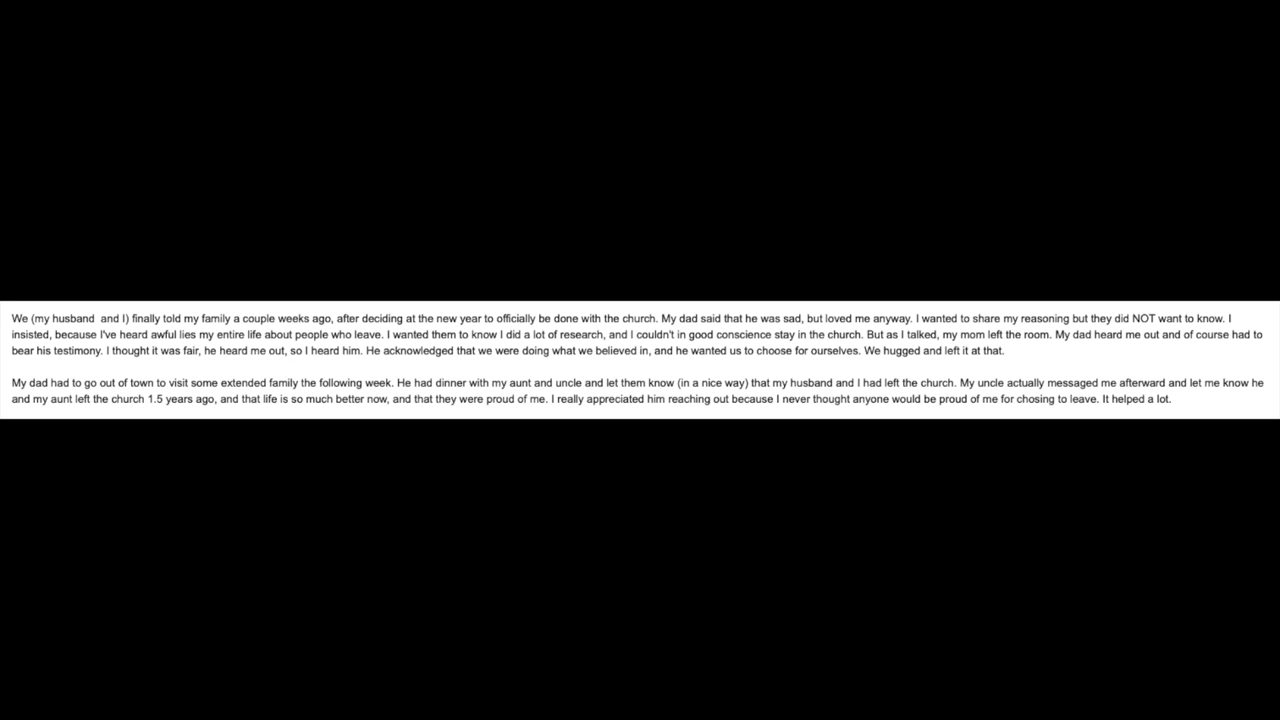 We (my husband  and I) finally told my family a couple weeks ago, after deciding at the new year to officially be done with the church. My dad said that he was sad, but loved me anyway. I wanted to share my reasoning but they did NOT want to know. I
insisted, because I've heard awful lies my entire life about people who leave. I wanted them to know I did a lot of research, and I couldn't in good conscience stay in the church. But as I talked, my mom left the room. My dad heard me out and of course had to
bear his testimony. I thought it was fair, he heard me out, so I heard him. He acknowledged that we were doing what we believed in, and he wanted us to choose for ourselves. We hugged and left it at that.
My dad had to go out of town to visit some extended family the following week. He had dinner with my aunt and uncle and let them know (in a nice way) that my husband and I had left the church. My uncle actually messaged me afterward and let me know he
and my aunt left the church 1.5 years ago, and that life is so much better now, and that they were proud of me. I really appreciated him reaching out because I never thought anyone would be proud of me for chosing to leave. It helped a lot.